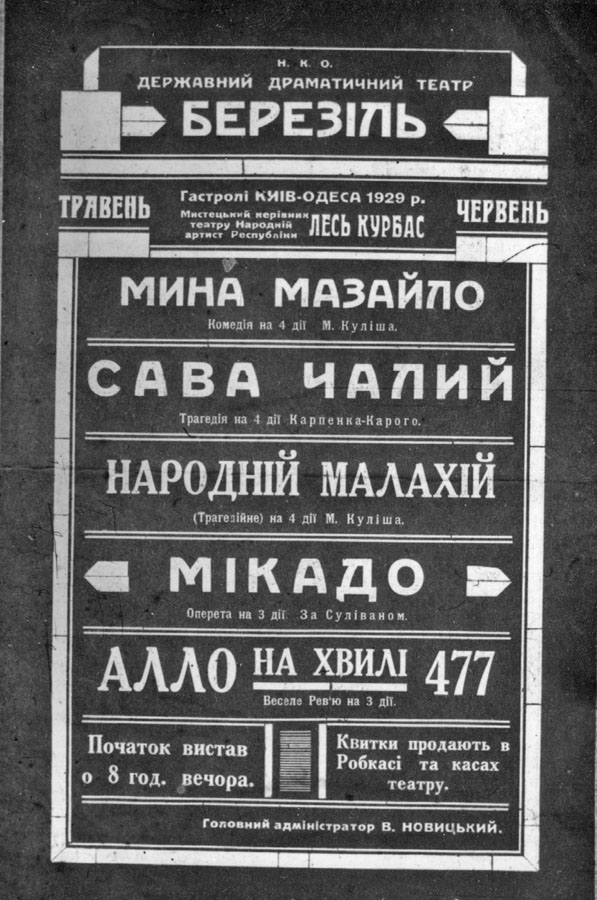 Н. К. О.
ДЕРЖАВНИЙ ДРАМАТИЧНИЙ ТЕАТР
БЕРЕЗІЛЬ
ТРАВЕНЬ
Гастролі КИЇВ-ОДЕСА 1929 р.
Мистецький керівник
театру Народній
артист Республіки
ЛЕСЬ КУРБАС
ЧЕРВЕНЬ
МИНА МАЗАЙЛО
Комедія на 4 дії М. Куліша.
САВА ЧАЛИЙ
Трагедія на 4 дії Карпенка-Карого.
НАРОДНІЙ МАЛАХІЙ
(Трагедійне) на 4 дії М. Куліша.
МІКАДО
Оперета на 3 дії. За Суліваном.
АЛЛО НА ХВИЛІ 477
Веселе Рев'ю на 3 дії.
Початок вистав
о 8 год. вечора.
Квитки продають в
Робкасі та касах
театру.
Головний адміністратор В. НОВИЦЬКИЙ.